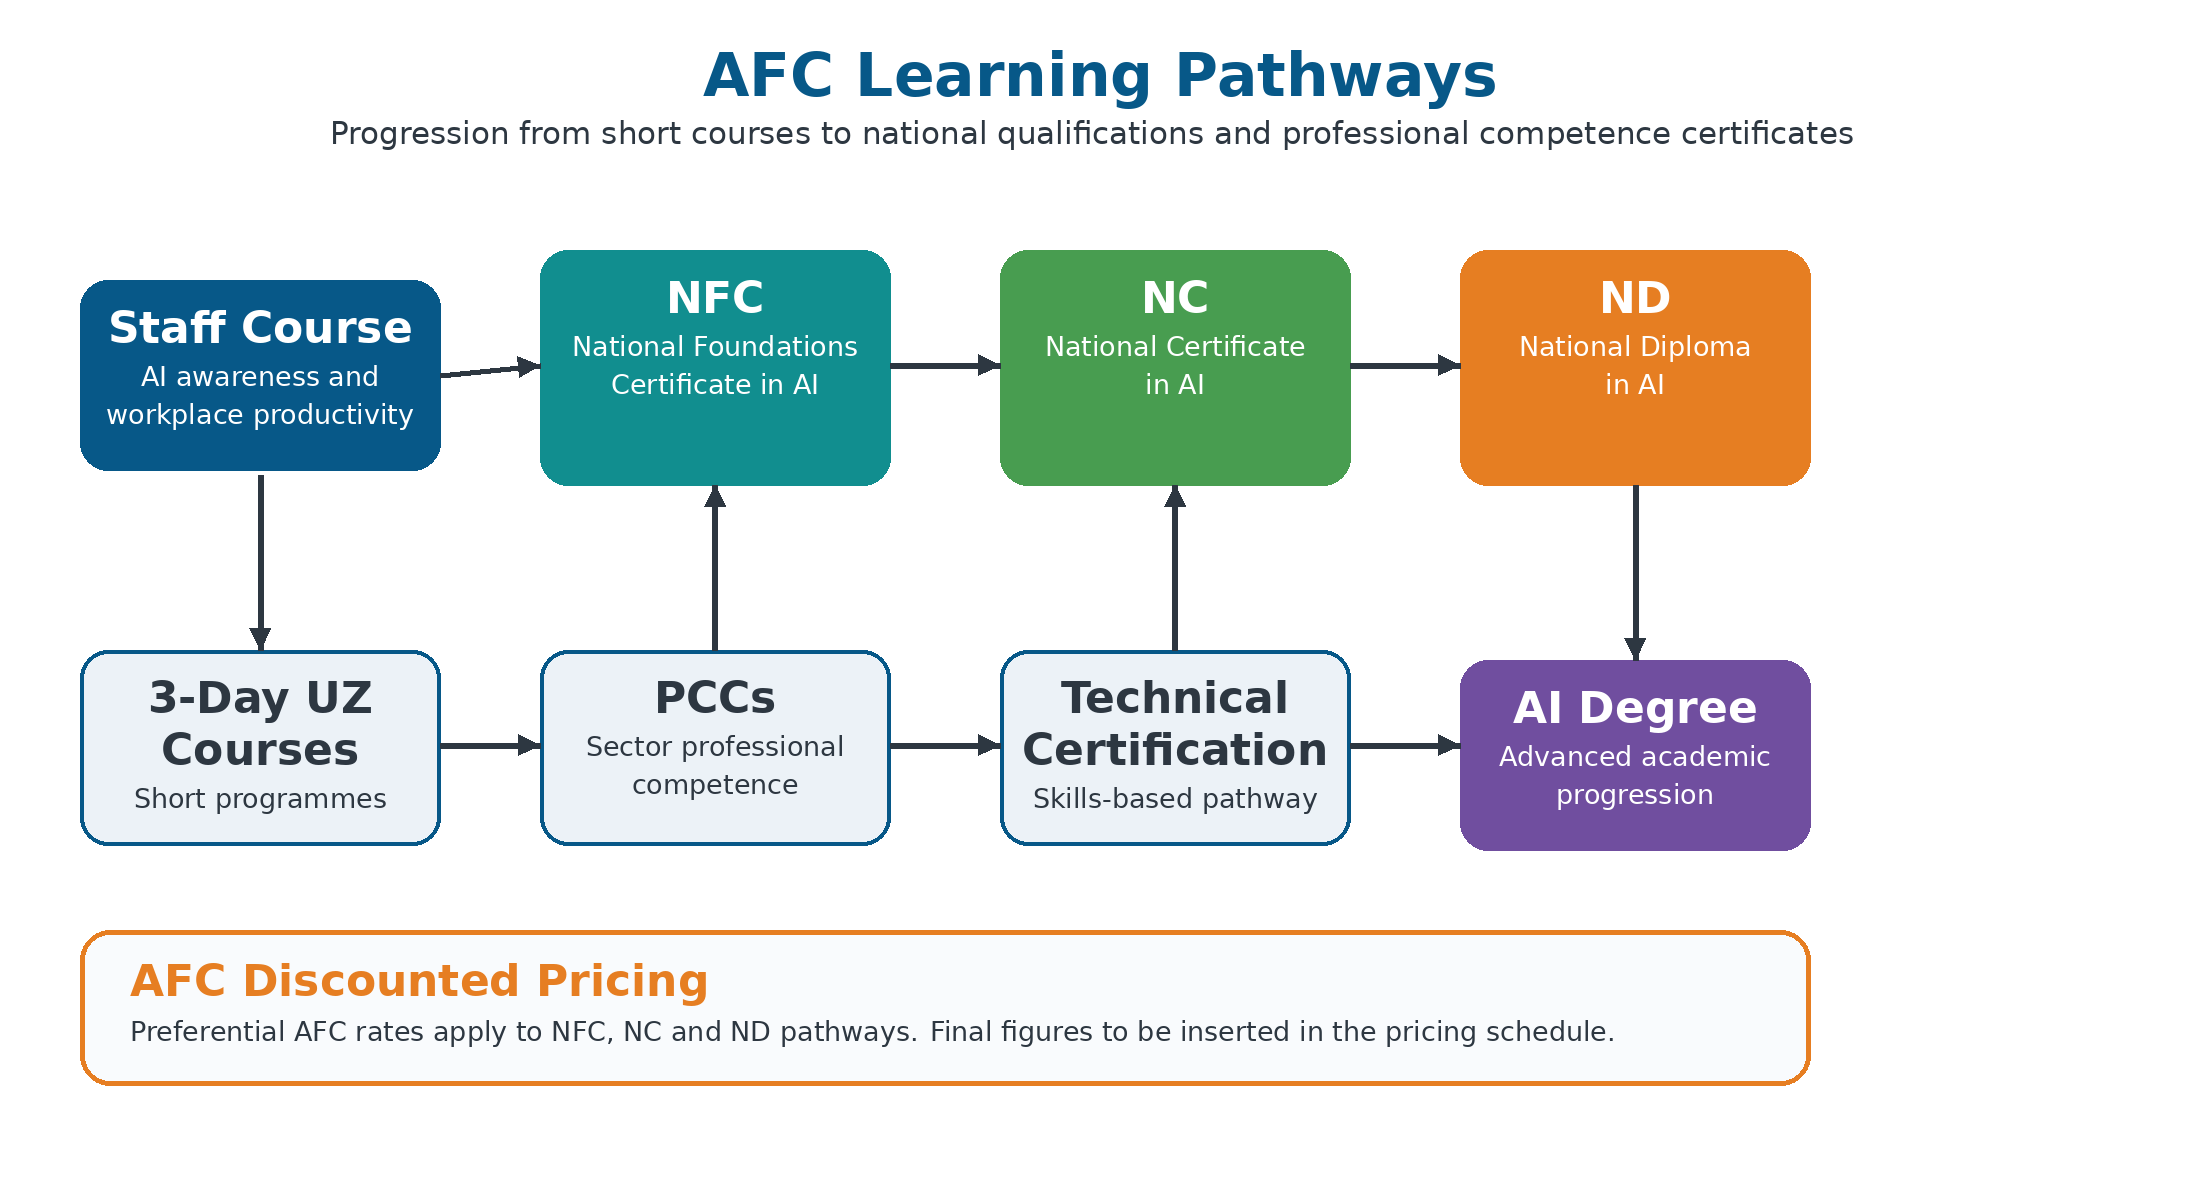 AFC Learning Pathways
Progression from short courses to national qualifications and professional competence certificates
Staff Course
AI awareness and
workplace productivity
NFC
National Foundations
Certificate in AI
NC
National Certificate
in AI
ND
National Diploma
in AI
3-Day UZ
Courses
Short programmes
PCCs
Sector professional
competence
Technical
Certification
Skills-based pathway
AI Degree
Advanced academic
progression
AFC Discounted Pricing
Preferential AFC rates apply to NFC, NC and ND pathways. Final figures to be inserted in the pricing schedule.